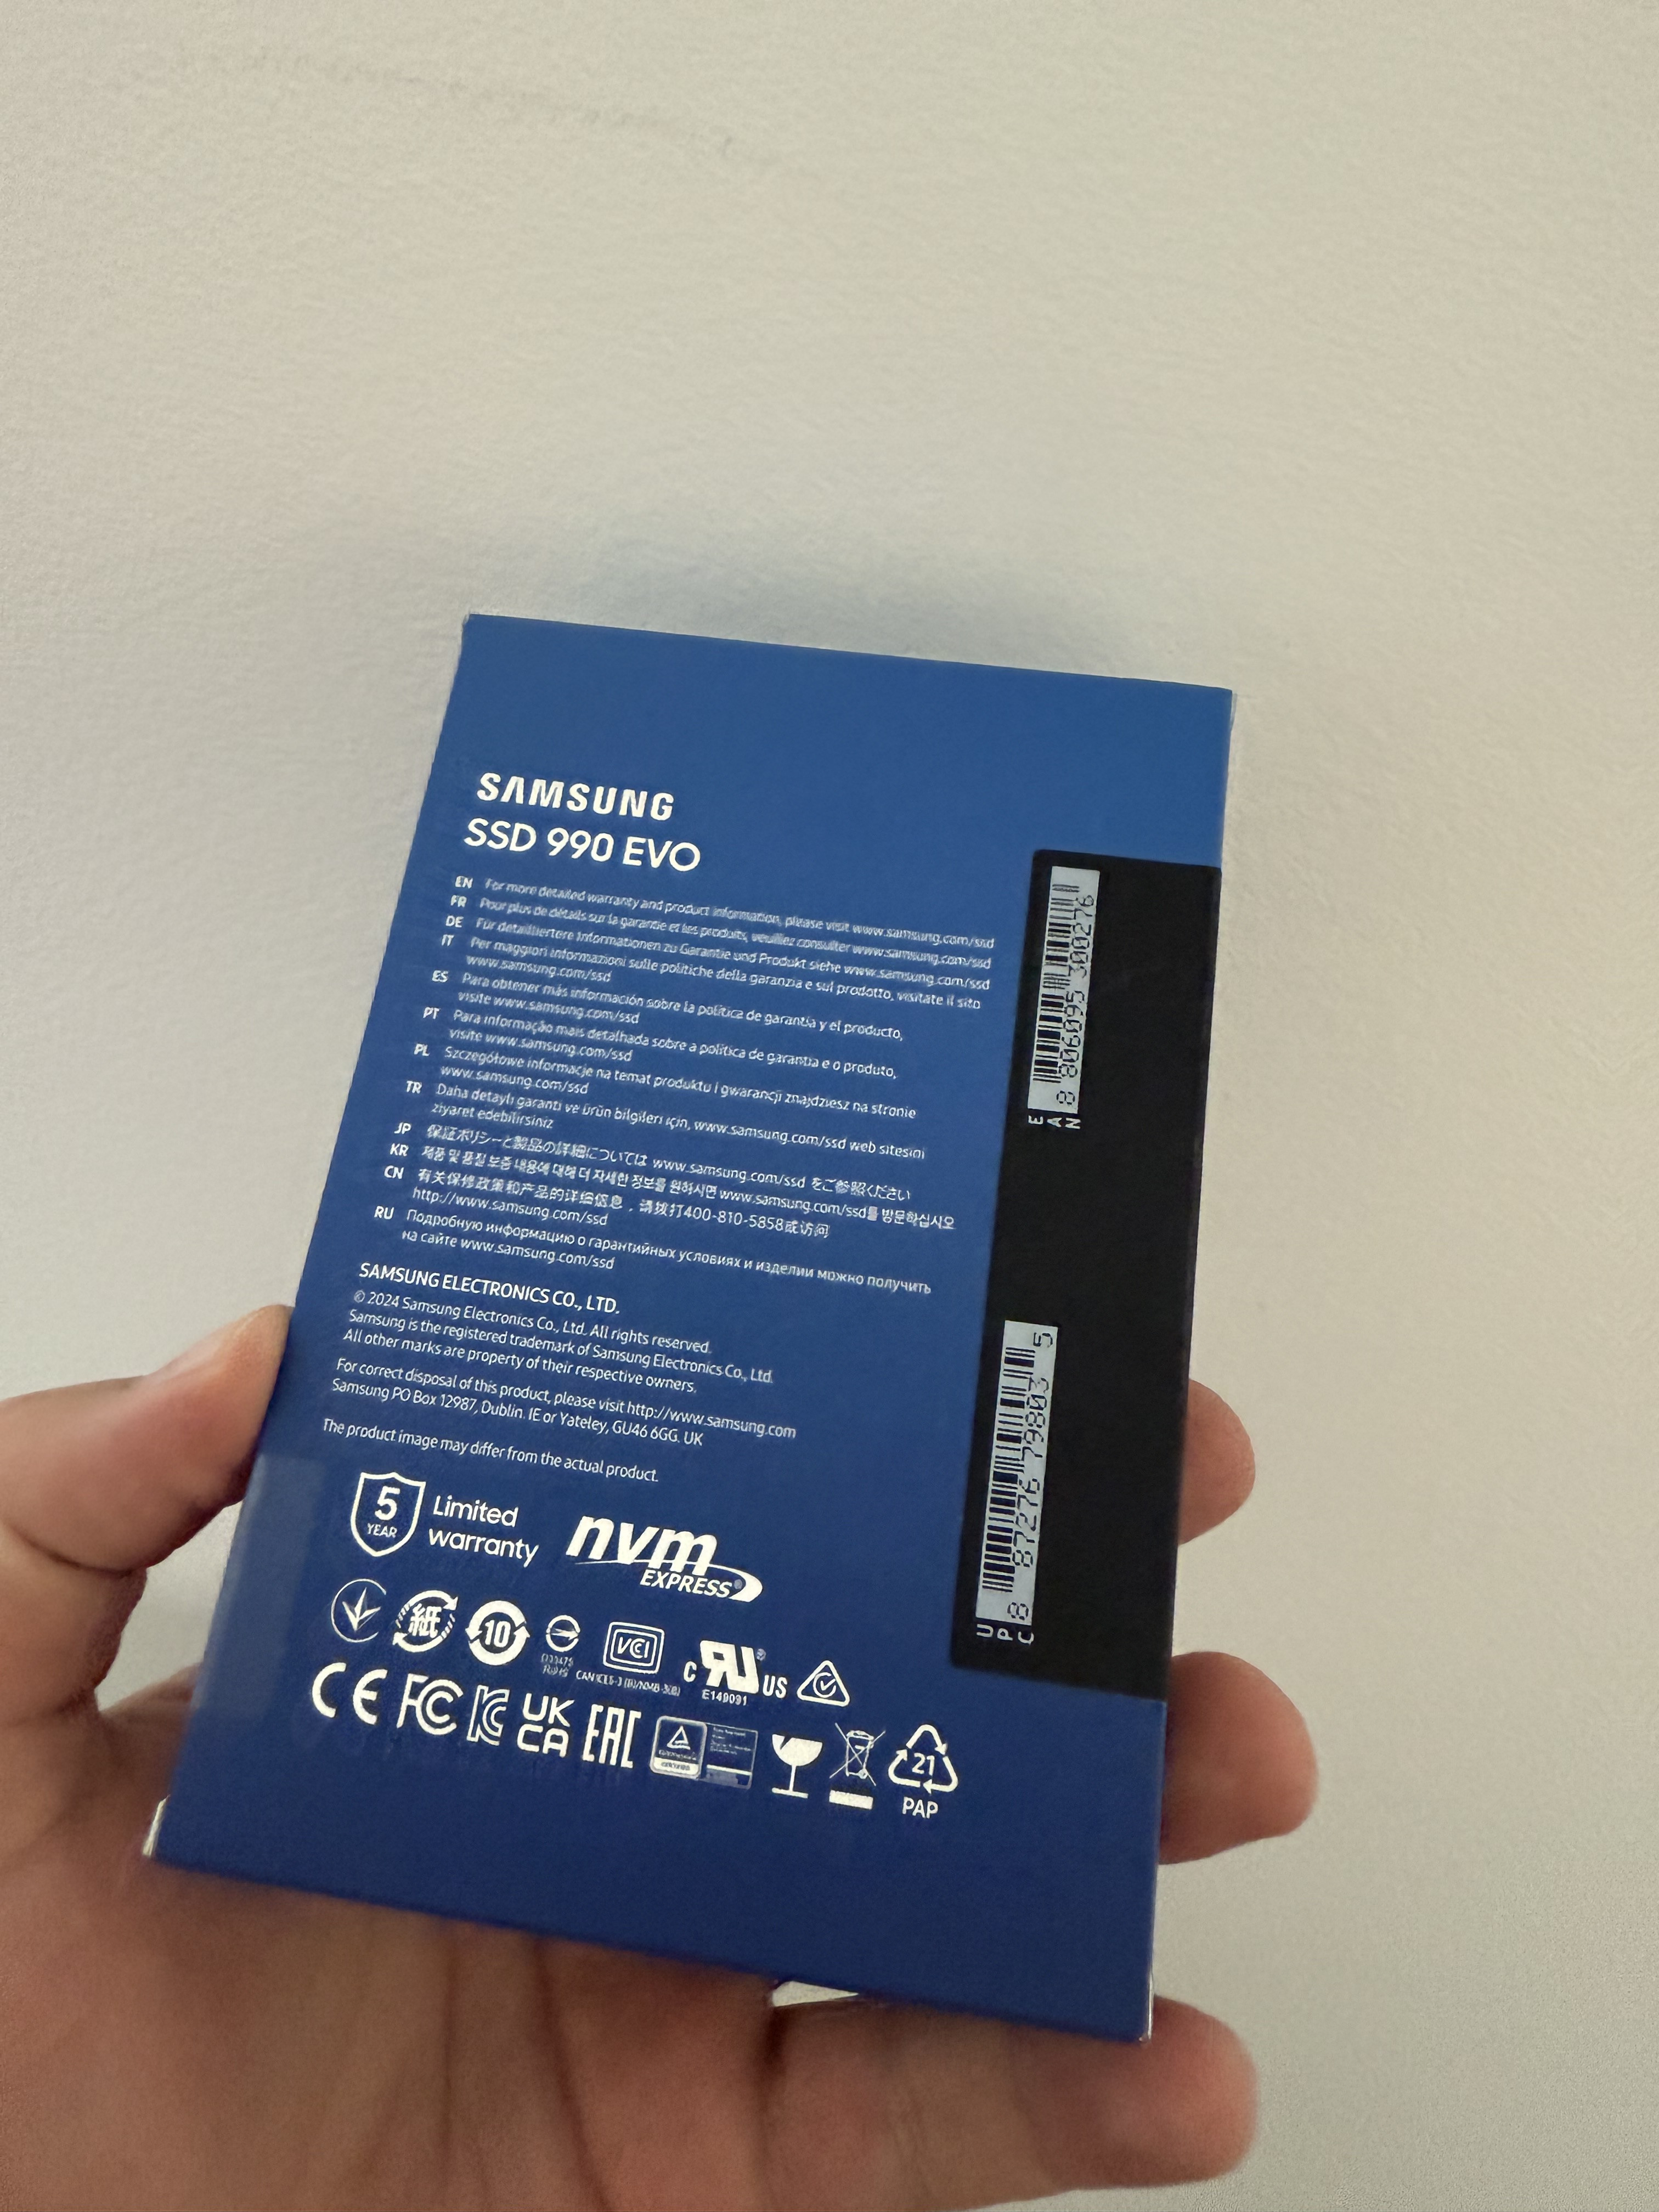 SAMSUNG
SSD 990 EVO
EN For more detailed warranty and product information, please visit www.samsung.com/ssd
FR Pour plus de détails sur la garantie et les produits, veuillez consulter www.samsung.com/ssd
DE Für detailliertere Informationen zu Garantie und Produkt siehe www.samsung.com/ssd
IT Per maggiori informazioni sulle politiche della garanzia e sul prodotto, visitate il sito
www.samsung.com/ssd
ES Para obtener más información sobre la política de garantía y el producto,
visite www.samsung.com/ssd
PT Para informação mais detalhada sobre a política de garantia e o produto,
visite www.samsung.com/ssd
PL Szczegółowe informacje na temat produktu i gwarancji znajdziesz na stronie
www.samsung.com/ssd
TR Daha detaylı garanti ve ürün bilgileri için, www.samsung.com/ssd web sitesini
ziyaret edebilirsiniz
JP 保証ポリシーと製品の詳細については www.samsung.com/ssd をご参照ください
KR 제품 및 품질 보증 내용에 대해 더 자세한 정보를 원하시면 www.samsung.com/ssd를 방문하십시오
CN 有关保修政策和产品的详细信息，请拨打400-810-5858或访问
http://www.samsung.com/ssd
RU Подробную информацию о гарантийных условиях и изделии можно получить
на сайте www.samsung.com/ssd
SAMSUNG ELECTRONICS CO., LTD.
© 2024 Samsung Electronics Co., Ltd. All rights reserved.
Samsung is the registered trademark of Samsung Electronics Co., Ltd.
All other marks are property of their respective owners.
For correct disposal of this product, please visit http://www.samsung.com
Samsung PO Box 12987, Dublin. IE or Yateley, GU46 6GG. UK
The product image may differ from the actual product.
5 YEAR
Limited
warranty
nvm
EXPRESS®
紙
10
VCI
C RU® US
E149091
CE FC KC UK
CA EAC
21
PAP
EAN
8 806095 300276
UPC
8 87276 79803 5